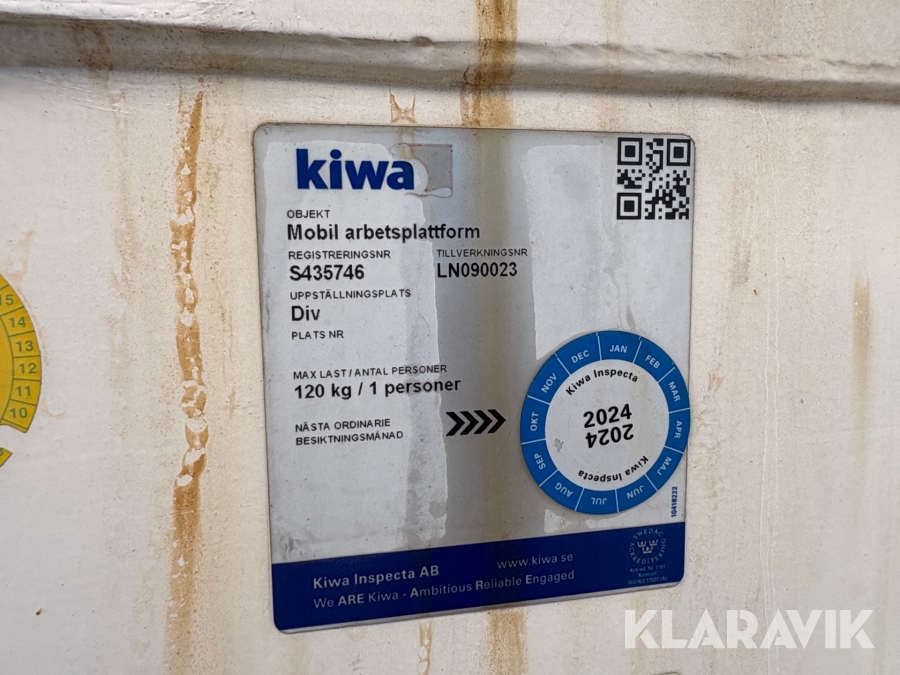 kiwa
OBJEKT
Mobil arbetsplattform
REGISTRERINGSNR TILLVERKNINGSNR
S435746 LN090023
UPPSTÄLLNINGSPLATS
Div
PLATS NR
MAX LAST / ANTAL PERSONER
120 kg / 1 personer
NÄSTA ORDINARIE
BESIKTNINGSMÅNAD
JAN FEB MAR APR MAJ JUN JUL AUG SEP OKT NOV DEC
Kiwa Inspecta
2024
2024
Kiwa Inspecta
10418222
15
14
13
12
11
10
Kiwa Inspecta AB www.kiwa.se
We ARE Kiwa - Ambitious Reliable Engaged
SWEDAC
ACKREDITERING
KLARAVIK